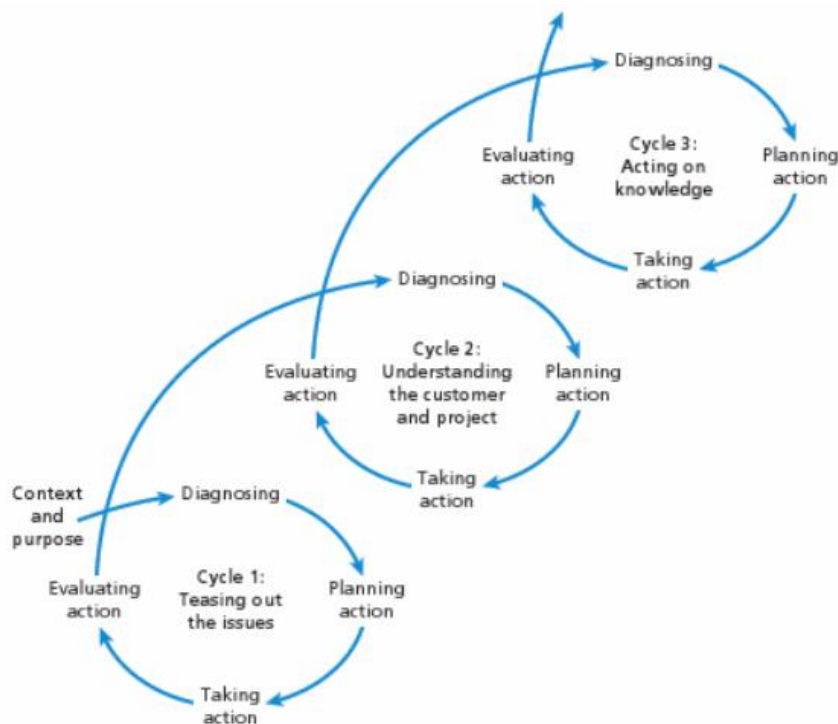 Diagnosing
Cycle 3:
Acting on
knowledge
Evaluating
action
Planning
action
Taking
action
Diagnosing
Cycle 2:
Understanding
the customer
and project
Evaluating
action
Planning
action
Taking
action
Context
and
purpose
Diagnosing
Cycle 1:
Teasing out
the issues
Evaluating
action
Planning
action
Taking
action